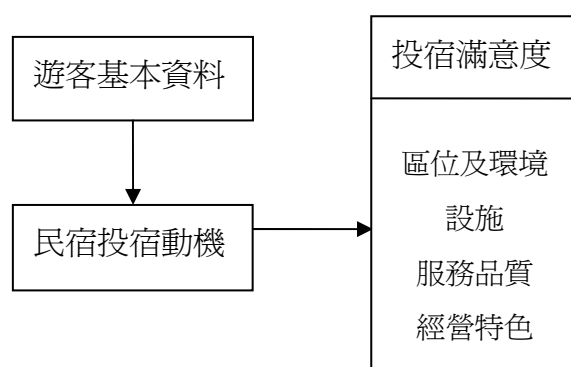 遊客基本資料
民宿投宿動機
投宿滿意度
區位及環境
設施
服務品質
經營特色